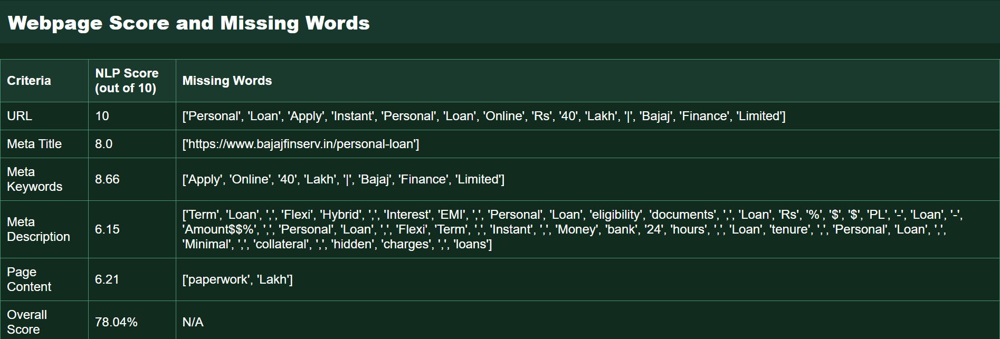 Webpage Score and Missing Words
Criteria
NLP Score
(out of 10)
Missing Words
URL
10
['Personal', 'Loan', 'Apply', 'Instant', 'Personal', 'Loan', 'Online', 'Rs', '40', 'Lakh', '|', 'Bajaj', 'Finance', 'Limited']
Meta Title
8.0
['https://www.bajajfinserv.in/personal-loan']
Meta
Keywords
8.66
['Apply', 'Online', '40', 'Lakh', '|', 'Bajaj', 'Finance', 'Limited']
Meta
Description
6.15
['Term', 'Loan', ',', 'Flexi', 'Hybrid', ',', 'Interest', 'EMI', ',', 'Personal', 'Loan', 'eligibility', 'documents', ',', 'Loan', 'Rs', '%', '$', '$', 'PL', '-', 'Loan', '-',
'Amount$$%', ',', 'Personal', 'Loan', ',', 'Flexi', 'Term', ',', 'Instant', ',', 'Money', 'bank', '24', 'hours', ',', 'Loan', 'tenure', ',', 'Personal', 'Loan', ',',
'Minimal', ',', 'collateral', ',', 'hidden', 'charges', ',', 'loans']
Page
Content
6.21
['paperwork', 'Lakh']
Overall
Score
78.04%
N/A